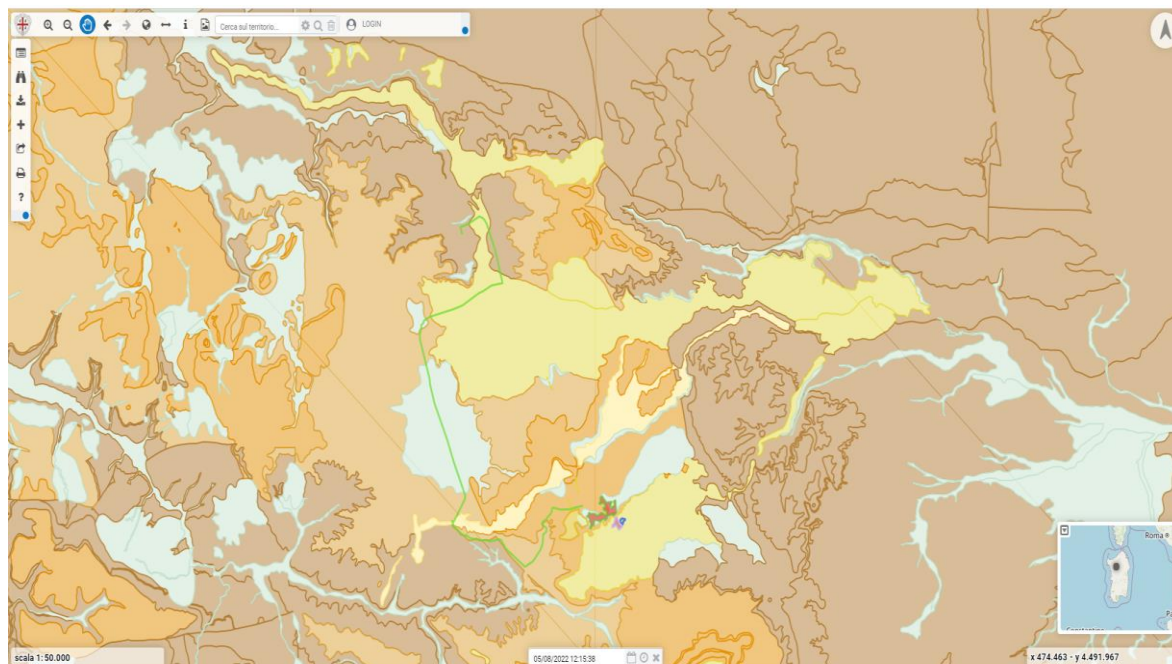 Cerca sul territorio...
LOGIN
i
?
Roma
scala 1:50.000
05/08/2022 12:15:38
x 474.463 - y 4.491.967